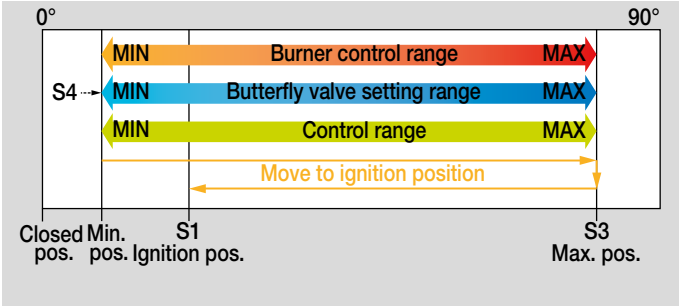 0° 90°
MIN Burner control range MAX
S4 MIN Butterfly valve setting range MAX
MIN Control range MAX
Move to ignition position
Closed pos.
Min. pos.
S1
Ignition pos.
S3
Max. pos.